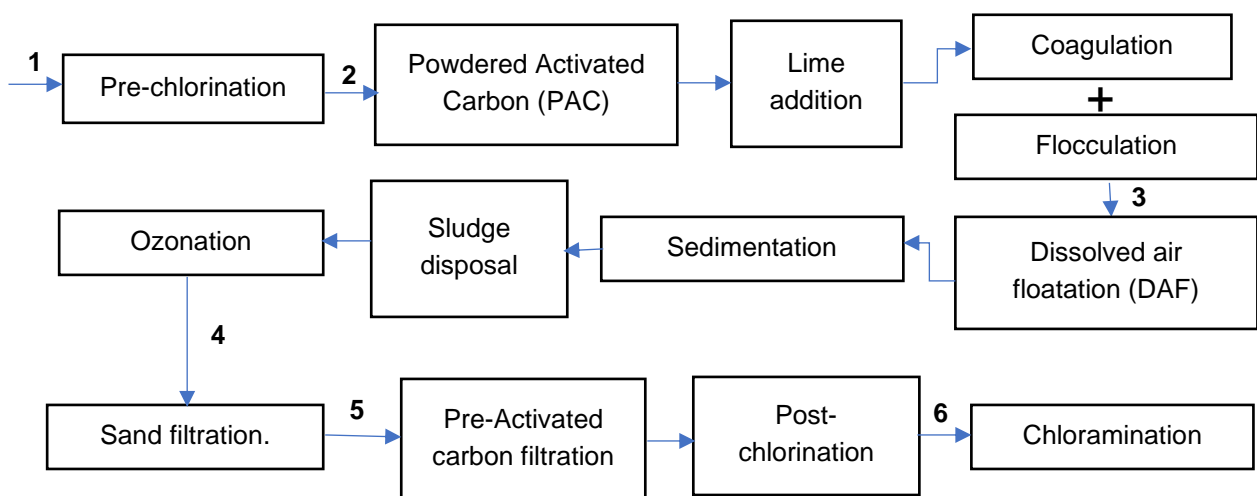 1
Pre-chlorination
2
Powdered Activated
Carbon (PAC)
Lime
addition
Coagulation
+
Flocculation
3
Dissolved air
floatation (DAF)
Sedimentation
Sludge
disposal
Ozonation
4
Sand filtration.
5
Pre-Activated
carbon filtration
Post-
chlorination
6
Chloramination